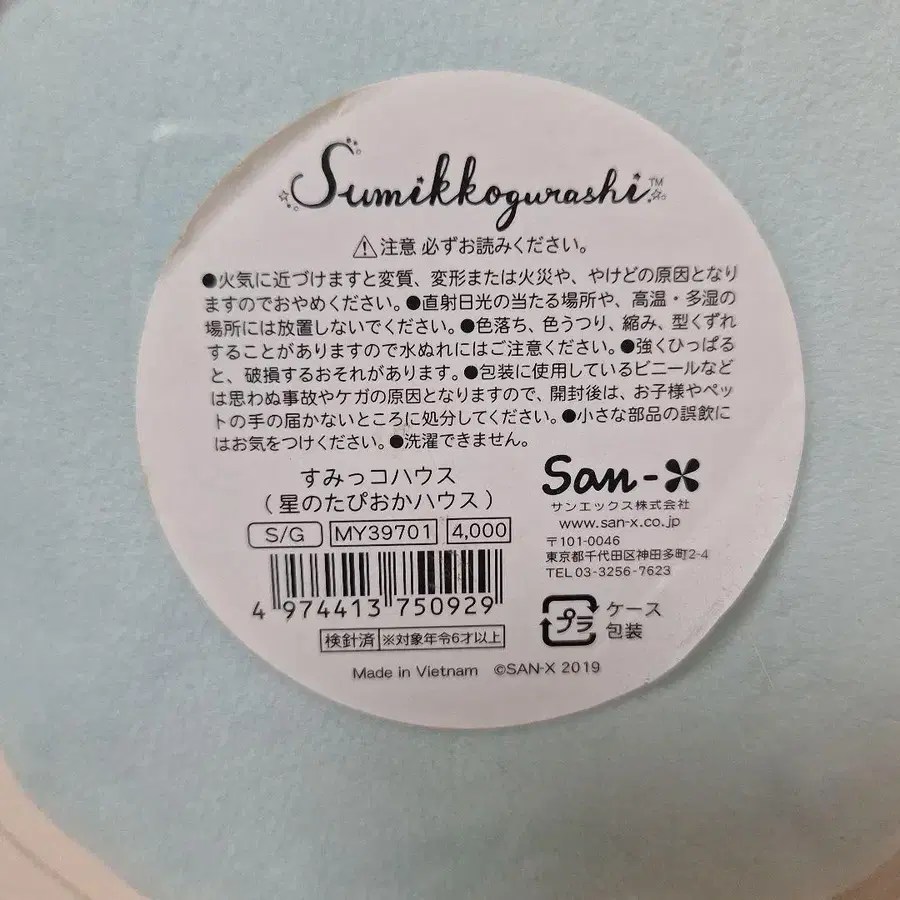 Sumikkogurashi™
⚠注意 必ずお読みください。
●火気に近づけますと変質、変形または火災や、やけどの原因となり
ますのでおやめください。●直射日光の当たる場所や、高温・多湿の
場所には放置しないでください。●色落ち、色うつり、縮み、型くずれ
することがありますので水ぬれにはご注意ください。●強くひっぱる
と、破損するおそれがあります。●包装に使用しているビニールなど
は思わぬ事故やケガの原因となりますので、開封後は、お子様やペッ
トの手の届かないところに処分してください。●小さな部品の誤飲に
はお気をつけください。●洗濯できません。
すみっコハウス
(星のたぴおかハウス)
S/G MY39701 4,000
4 974413 750929
検針済 ※対象年令6才以上
San-X
サンエックス株式会社
www.san-x.co.jp
〒101-0046
東京都千代田区神田多町2-4
TEL 03-3256-7623
プラ ケース
包装
Made in Vietnam ©SAN-X 2019